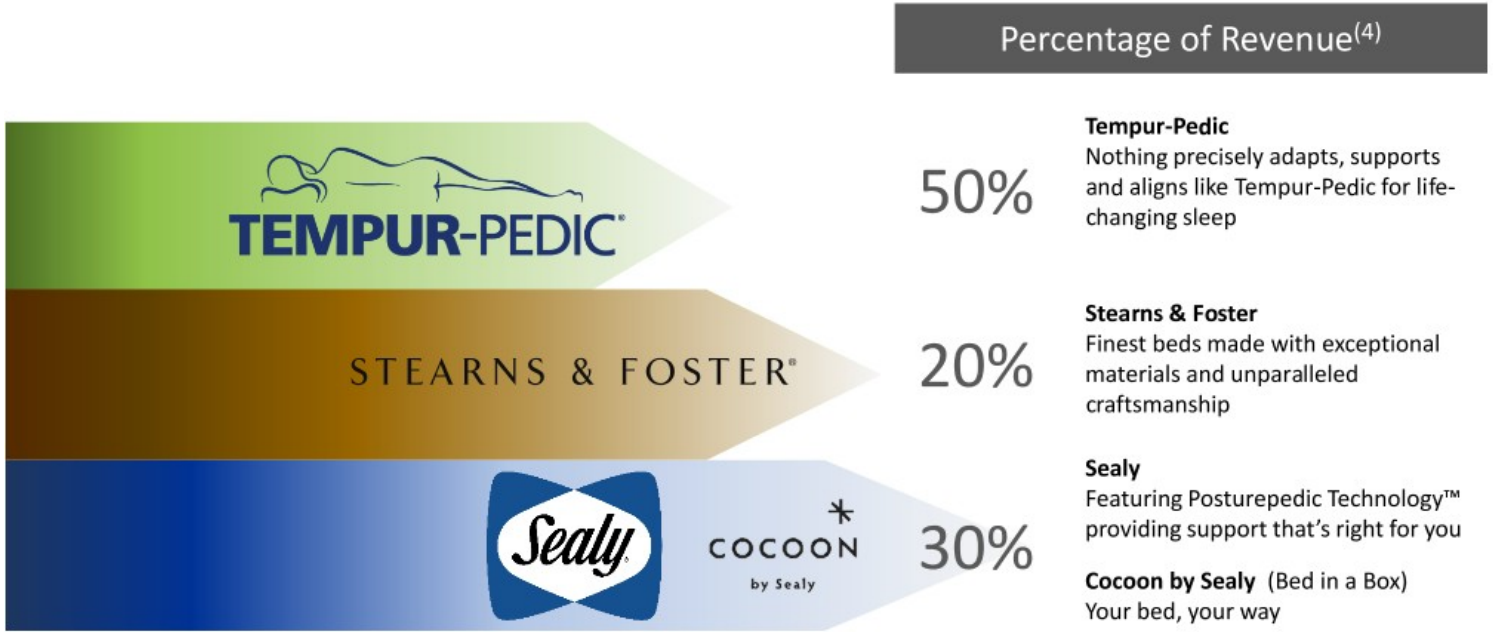 Percentage of Revenue(4)
TEMPUR-PEDIC®
50%
Tempur-Pedic
Nothing precisely adapts, supports
and aligns like Tempur-Pedic for life-
changing sleep
STEARNS & FOSTER®
20%
Stearns & Foster
Finest beds made with exceptional
materials and unparalleled
craftsmanship
Sealy
COCOON
by Sealy
30%
Sealy
Featuring Posturepedic Technology™
providing support that's right for you
Cocoon by Sealy (Bed in a Box)
Your bed, your way